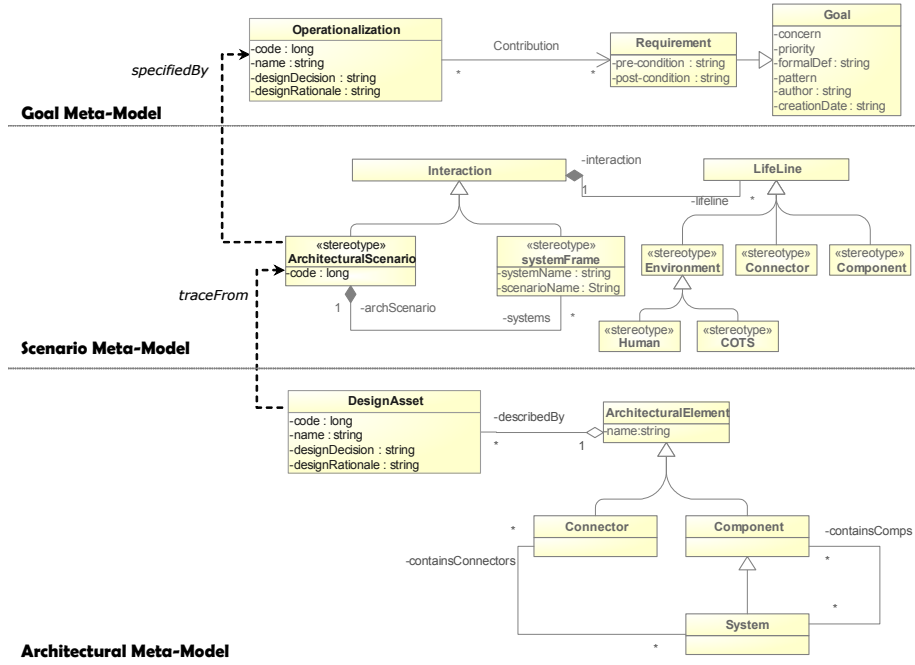 Goal
-concern
-priority
-formalDef : string
-pattern
-author : string
-creationDate : string
Operationalization
-code : long
-name : string
-designDecision : string
-designRationale : string
Contribution
*
*
Requirement
-pre-condition : string
-post-condition : string
specifiedBy
Goal Meta-Model
Interaction
-interaction
1
LifeLine
-lifeline
*
«stereotype»
ArchitecturalScenario
-code : long
«stereotype»
systemFrame
-systemName : string
-scenarioName : String
«stereotype»
Environment
«stereotype»
Connector
«stereotype»
Component
traceFrom
1
-archScenario
-systems
*
«stereotype»
Human
«stereotype»
COTS
Scenario Meta-Model
DesignAsset
-code : long
-name : string
-designDecision : string
-designRationale : string
-describedBy
*
1
ArchitecturalElement
-name:string
*
Connector
Component
-containsComps
*
-containsConnectors
*
System
*
Architectural Meta-Model